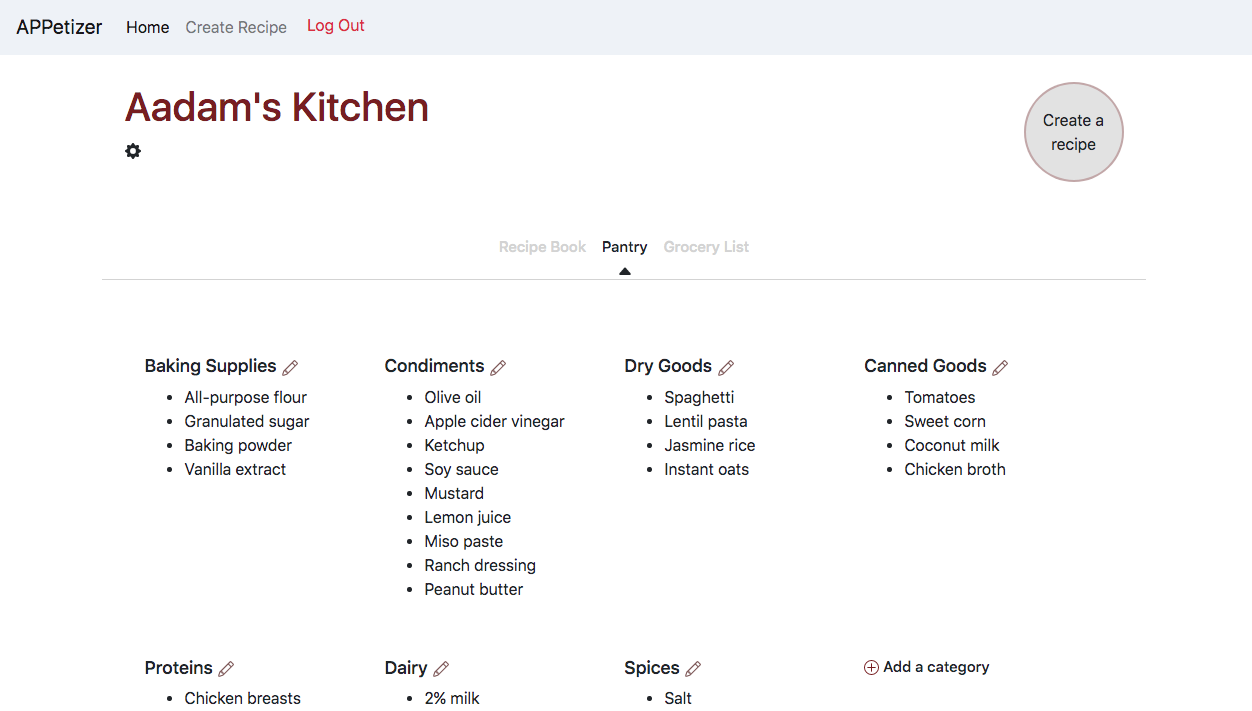 APPetizer Home Create Recipe Log Out
Aadam's Kitchen
Create a
recipe
Recipe Book Pantry Grocery List
Baking Supplies
All-purpose flour
Granulated sugar
Baking powder
Vanilla extract
Condiments
Olive oil
Apple cider vinegar
Ketchup
Soy sauce
Mustard
Lemon juice
Miso paste
Ranch dressing
Peanut butter
Dry Goods
Spaghetti
Lentil pasta
Jasmine rice
Instant oats
Canned Goods
Tomatoes
Sweet corn
Coconut milk
Chicken broth
Proteins
Chicken breasts
Dairy
2% milk
Spices
Salt
Add a category